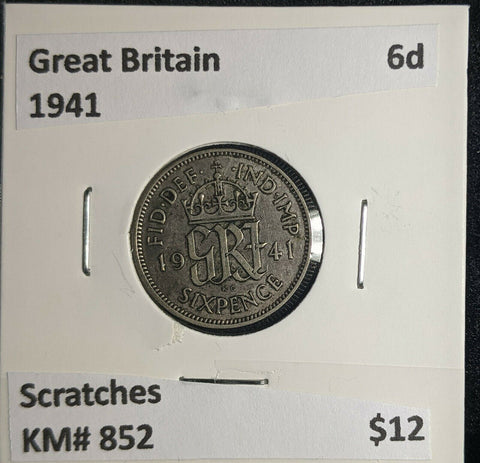 Great Britain 6d
1941
FID·DEF· ·IND·IMP
19 GRI 41
K G
SIXPENCE
Scratches
KM# 852 $12